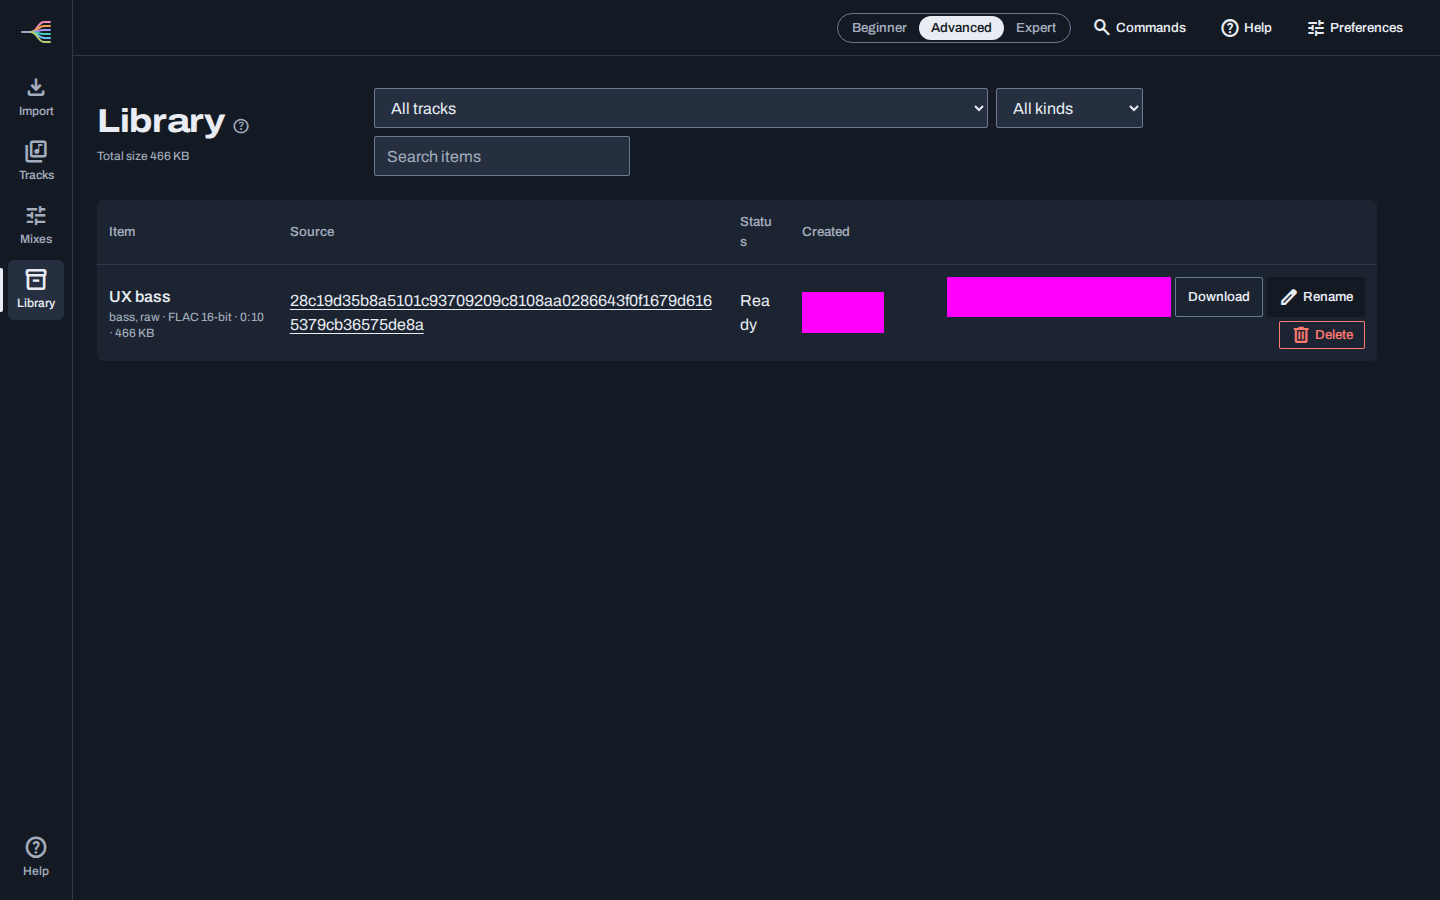 Beginner
Advanced
Expert
Commands
Help
Preferences
Import
Tracks
Mixes
Library
Help
Library
Total size 466 KB
All tracks
All kinds
Search items
Item
Source
Statu
s
Created
UX bass
bass, raw · FLAC 16-bit · 0:10
· 466 KB
28c19d35b8a5101c93709209c8108aa0286643f0f1679d616
5379cb36575de8a
Rea
dy
Download
Rename
Delete